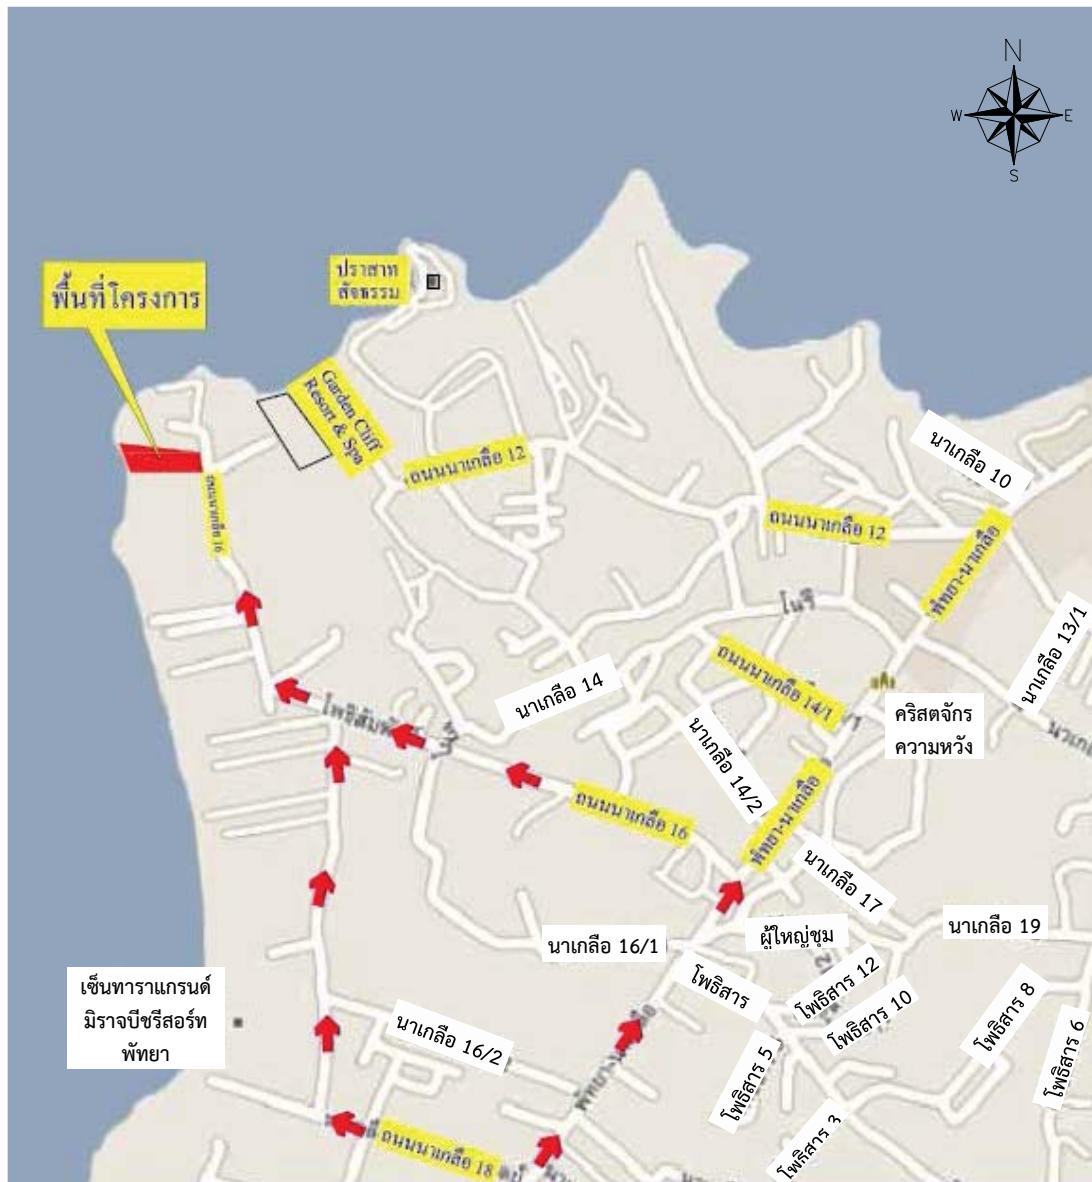 N
W
E
S
ปราสาท
สัจธรรม
พื้นที่โครงการ
Garden Cliff
Resort & Spa
ถนนนาเกลือ 12
นาเกลือ 10
ถนนนาเกลือ 16
ถนนนาเกลือ 12
พัทยา-นาเกลือ
นาเกลือ 13/1
ถนนนาเกลือ 14/1
นาเกลือ 14
คริสตจักร
ความหวัง
นาเกลือ 14/2
ถนนนาเกลือ 16
พัทยา-นาเกลือ
นาเกลือ 17
นาเกลือ 19
ผู้ใหญ่ชุม
นาเกลือ 16/1
โพธิสาร
โพธิสาร 12
โพธิสาร 10
โพธิสาร 8
โพธิสาร 6
เซ็นทาราแกรนด์
มิราจบีชรีสอร์ท
พัทยา
นาเกลือ 16/2
โพธิสาร 5
โพธิสาร 3
ถนนนาเกลือ 18